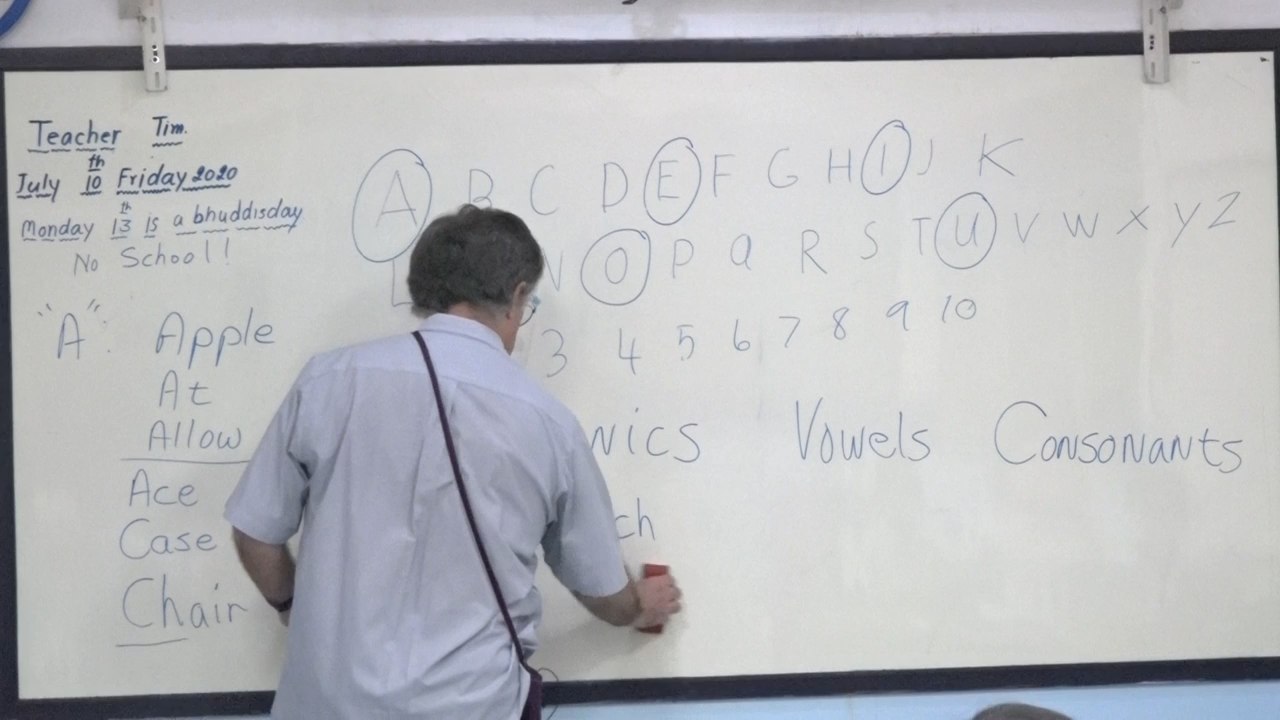 Teacher Tim.
July 10th Friday 2020
Monday 13th is a bhuddisday
No School!
A B C D E F G H I J K
L N O P Q R S T U V W X Y Z
3 4 5 6 7 8 9 10
"A": Apple
At
Allow
Ace
Case
Chair
nics Vowels Consonants
ch